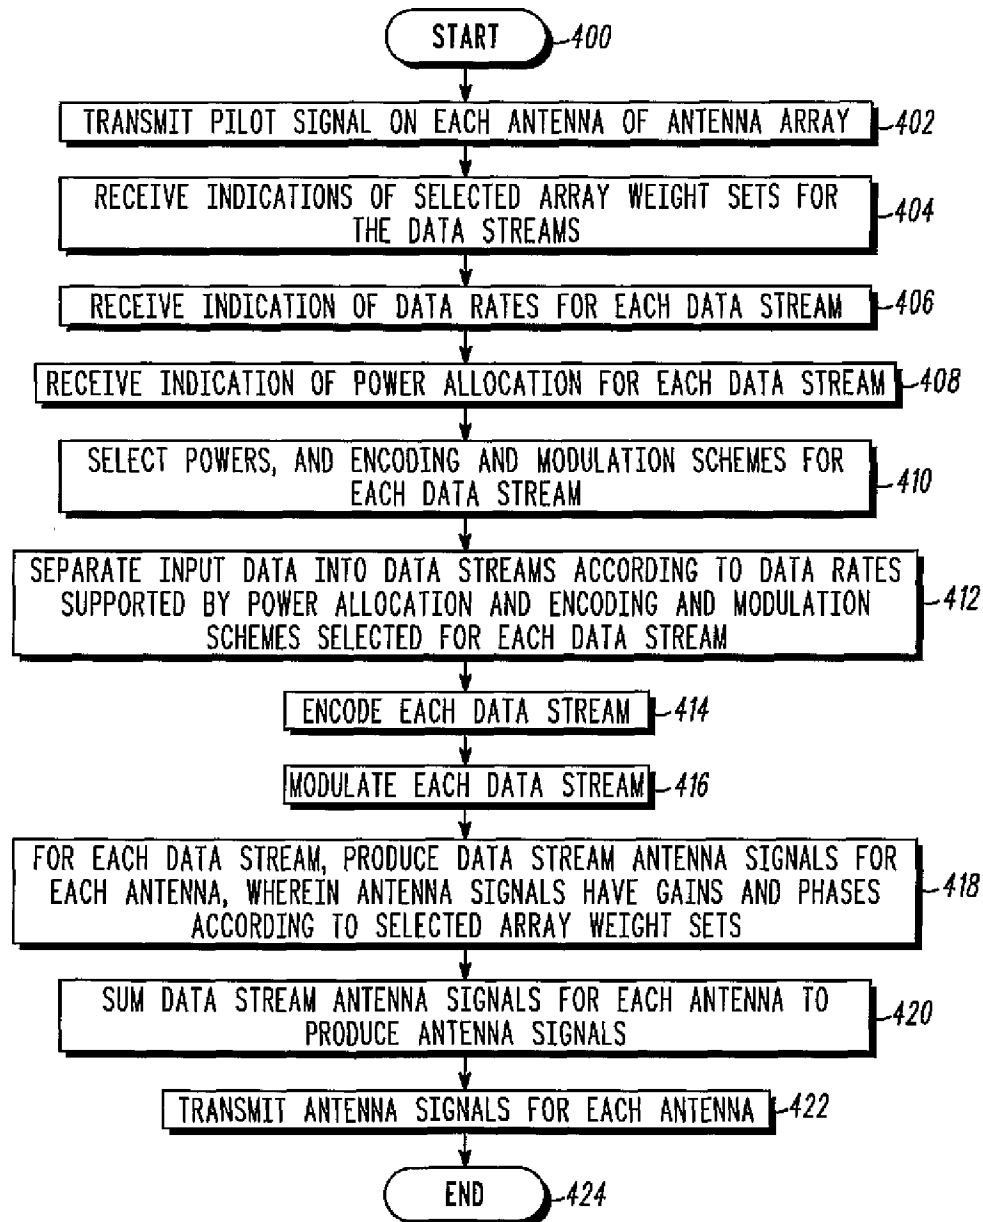 START
400
TRANSMIT PILOT SIGNAL ON EACH ANTENNA OF ANTENNA ARRAY
402
RECEIVE INDICATIONS OF SELECTED ARRAY WEIGHT SETS FOR
THE DATA STREAMS
404
RECEIVE INDICATION OF DATA RATES FOR EACH DATA STREAM
406
RECEIVE INDICATION OF POWER ALLOCATION FOR EACH DATA STREAM
408
SELECT POWERS, AND ENCODING AND MODULATION SCHEMES FOR
EACH DATA STREAM
410
SEPARATE INPUT DATA INTO DATA STREAMS ACCORDING TO DATA RATES
SUPPORTED BY POWER ALLOCATION AND ENCODING AND MODULATION
SCHEMES SELECTED FOR EACH DATA STREAM
412
ENCODE EACH DATA STREAM
414
MODULATE EACH DATA STREAM
416
FOR EACH DATA STREAM, PRODUCE DATA STREAM ANTENNA SIGNALS FOR
EACH ANTENNA, WHEREIN ANTENNA SIGNALS HAVE GAINS AND PHASES
ACCORDING TO SELECTED ARRAY WEIGHT SETS
418
SUM DATA STREAM ANTENNA SIGNALS FOR EACH ANTENNA TO
PRODUCE ANTENNA SIGNALS
420
TRANSMIT ANTENNA SIGNALS FOR EACH ANTENNA
422
END
424